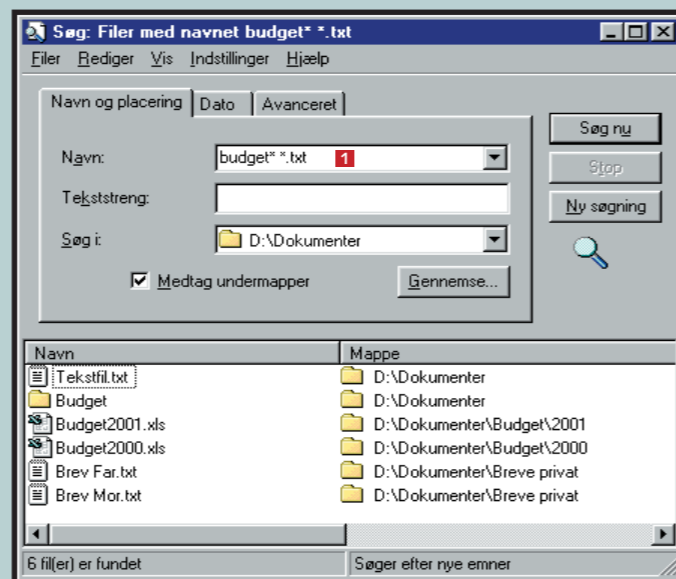 Søg: Filer med navnet budget* *.txt
Filer Rediger Vis Indstillinger Hjælp
Navn og placering Dato Avanceret
Søg nu
Navn: budget* *.txt 1
Stop
Tekststreng:
Ny søgning
Søg i: D:\Dokumenter
Medtag undermapper Gennemse...
Navn Mappe
Tekstfil.txt D:\Dokumenter
Budget D:\Dokumenter
Budget2001.xls D:\Dokumenter\Budget\2001
Budget2000.xls D:\Dokumenter\Budget\2000
Brev Far.txt D:\Dokumenter\Breve privat
Brev Mor.txt D:\Dokumenter\Breve privat
6 fil(er) er fundet Søger efter nye emner